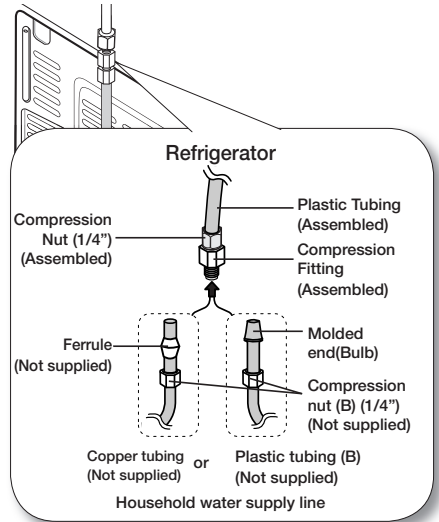 Refrigerator
Compression
Nut (1/4”)
(Assembled)
Plastic Tubing
(Assembled)
Compression
Fitting
(Assembled)
Ferrule
(Not supplied)
Molded
end(Bulb)
Compression
nut (B) (1/4”)
(Not supplied)
Copper tubing
(Not supplied)
or
Plastic tubing (B)
(Not supplied)
Household water supply line